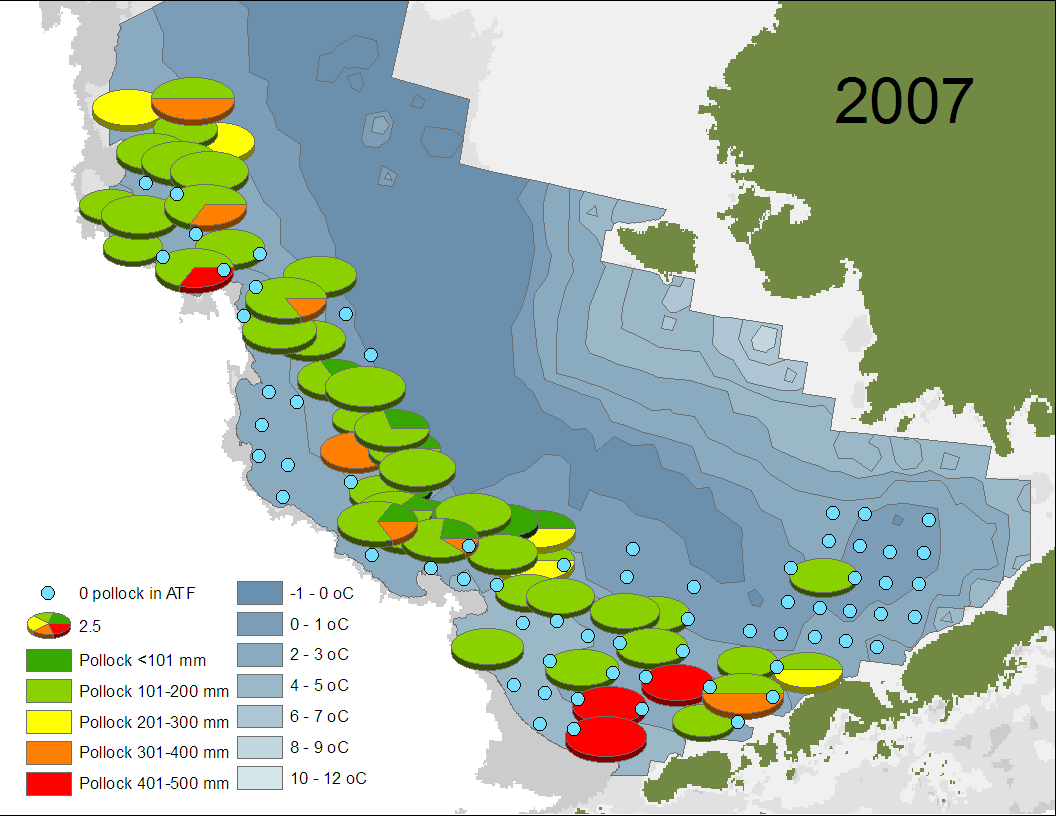 2007
0 pollock in ATF
2.5
Pollock <101 mm
Pollock 101-200 mm
Pollock 201-300 mm
Pollock 301-400 mm
Pollock 401-500 mm
-1 - 0 oC
0 - 1 oC
2 - 3 oC
4 - 5 oC
6 - 7 oC
8 - 9 oC
10 - 12 oC